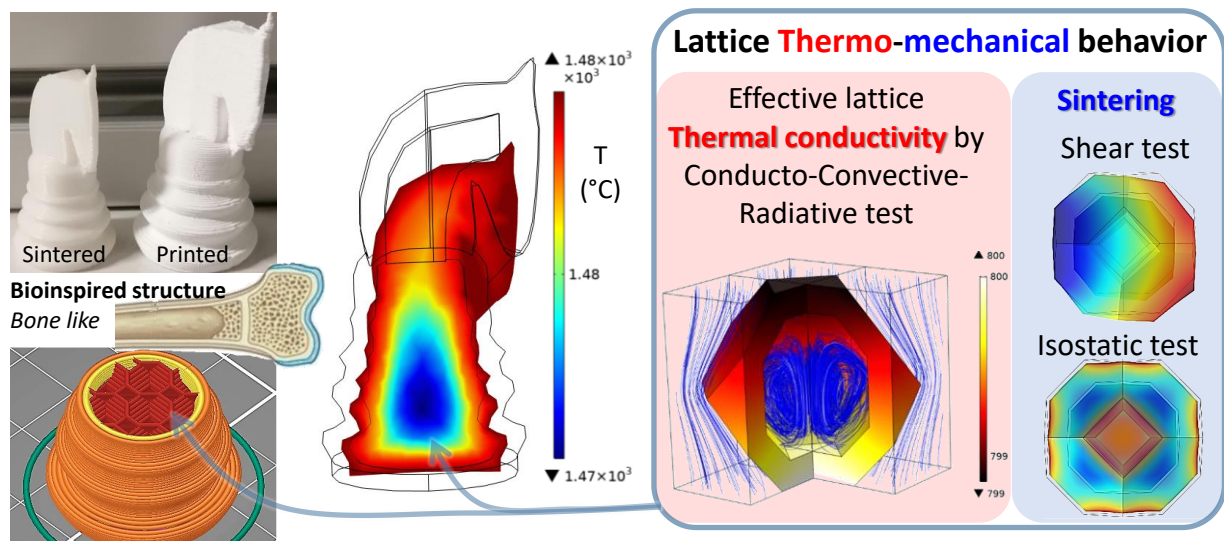 Sintered
Printed
Bioinspired structure
Bone like
▲ 1.48×10³
×10³
T
(°C)
1.48
▼ 1.47×10³
Lattice Thermo-mechanical behavior
Effective lattice
Thermal conductivity by
Conducto-Convective-
Radiative test
▲ 800
800
799
▼ 799
Sintering
Shear test
Isostatic test